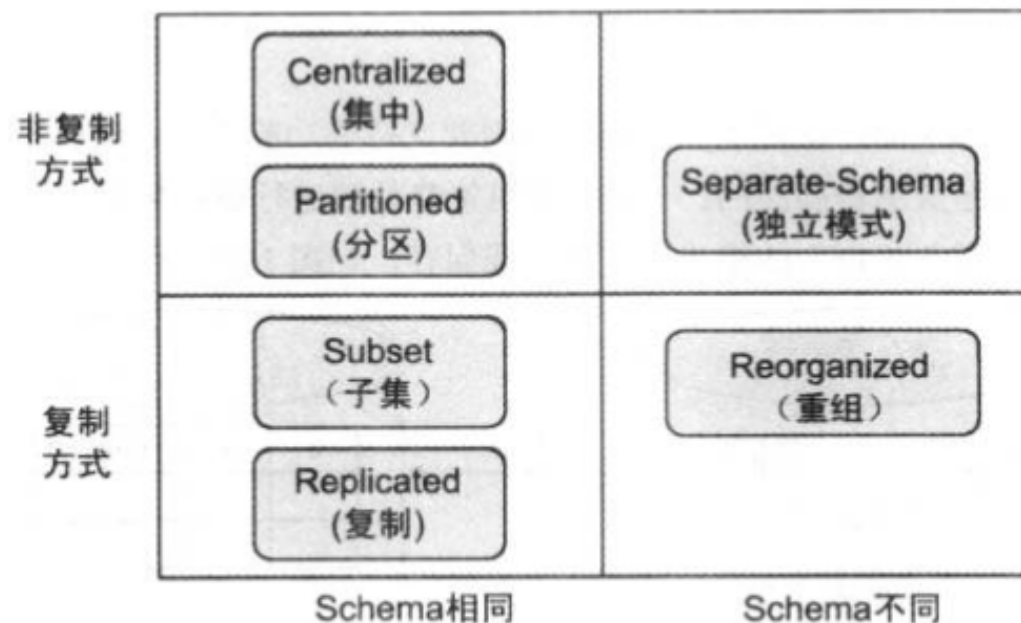 非复制
方式
Centralized
(集中)
Partitioned
(分区)
Separate-Schema
(独立模式)
复制
方式
Subset
（子集）
Replicated
(复制)
Reorganized
（重组）
Schema相同
Schema不同